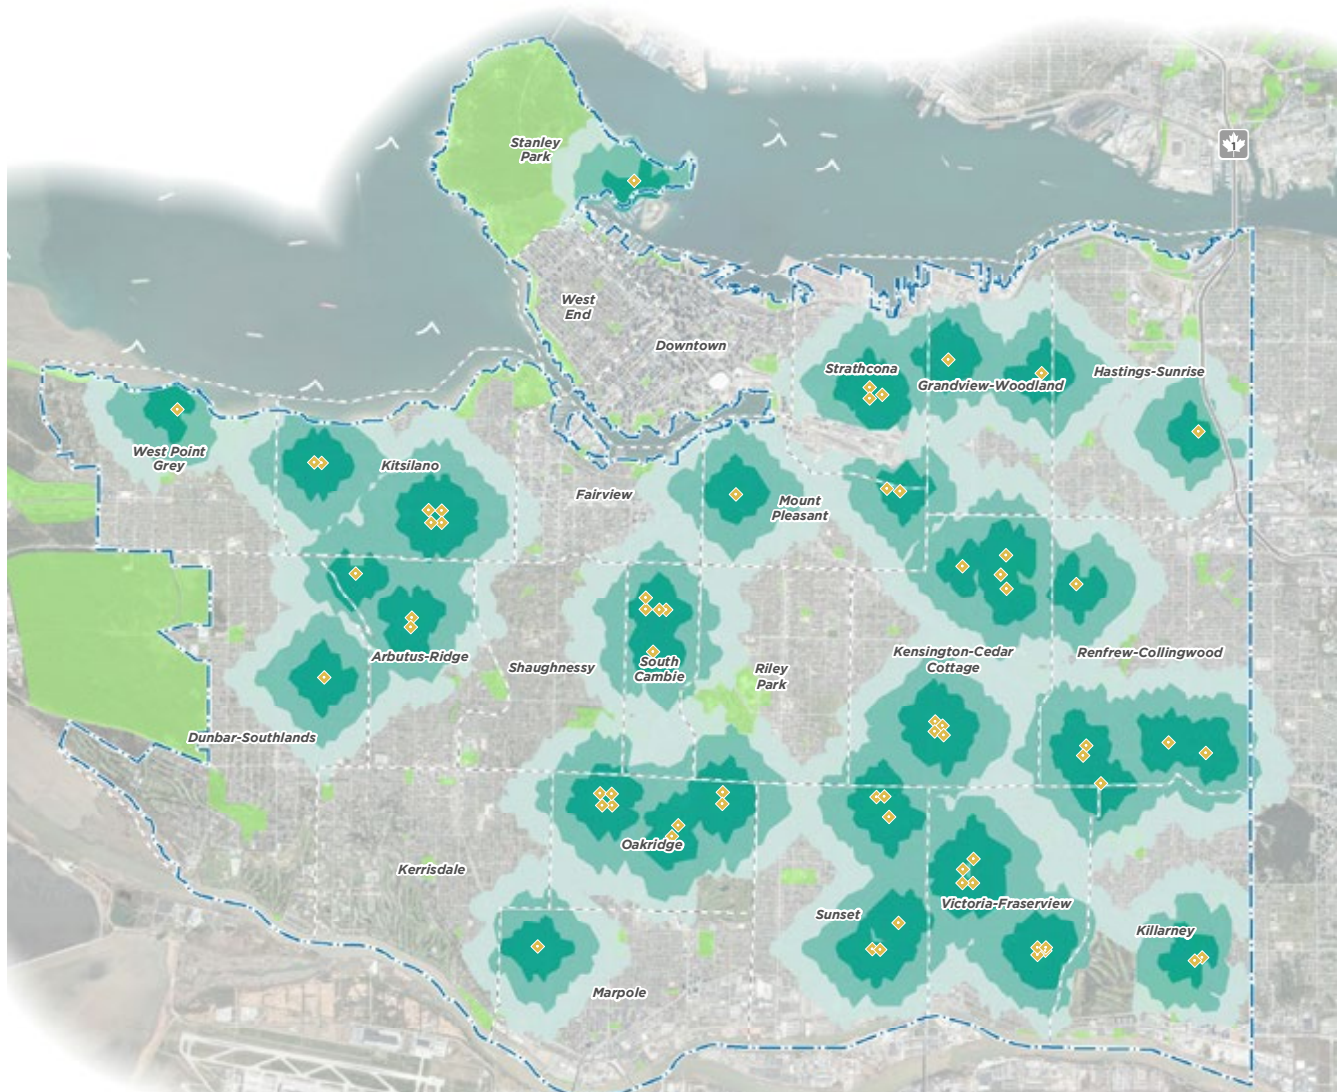 Stanley
Park
1
West
End
Downtown
Strathcona
Grandview-Woodland
Hastings-Sunrise
West Point
Grey
Kitsilano
Fairview
Mount
Pleasant
Arbutus-Ridge
Shaughnessy
South
Cambie
Riley
Park
Kensington-Cedar
Cottage
Renfrew-Collingwood
Dunbar-Southlands
Oakridge
Kerrisdale
Sunset
Victoria-Fraserview
Killarney
Marpole